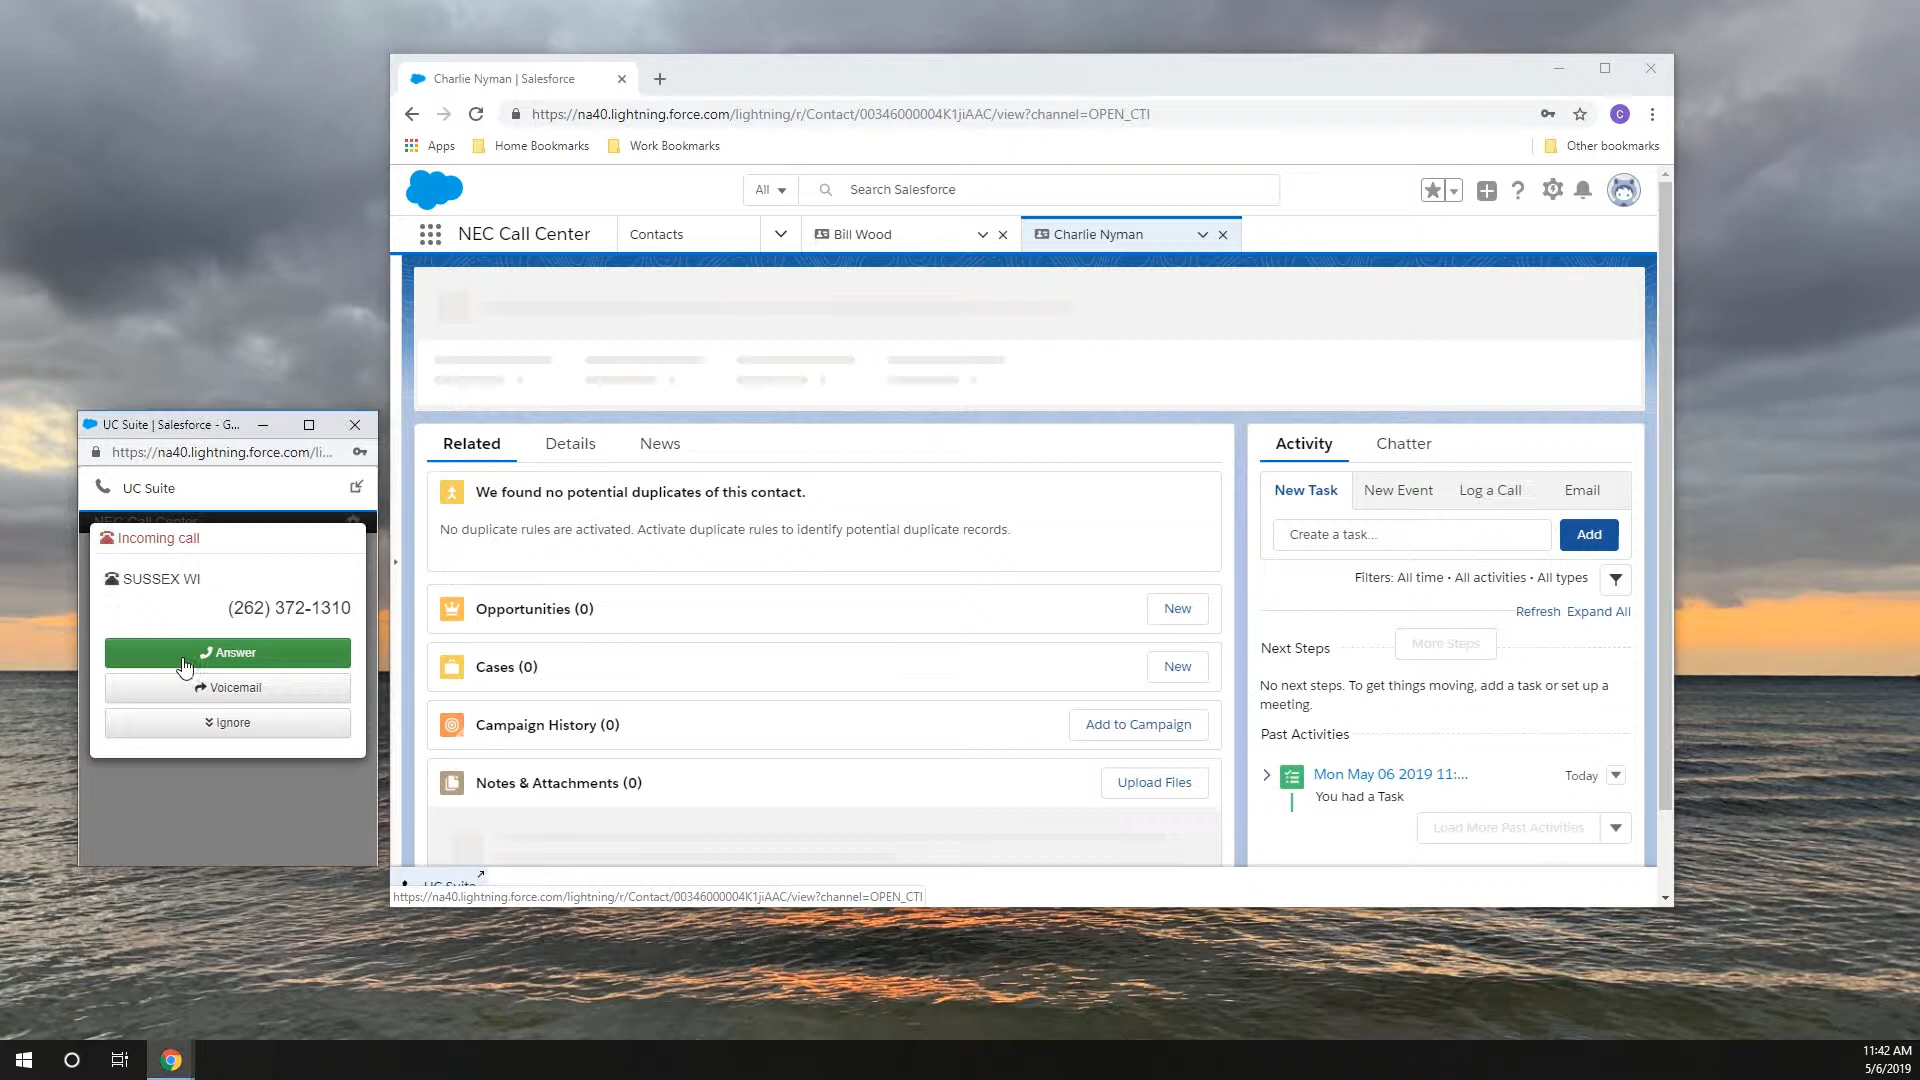 Charlie Nyman | Salesforce
https://na40.lightning.force.com/lightning/r/Contact/00346000004K1jiAAC/view?channel=OPEN_CTI
C
Apps
Home Bookmarks
Work Bookmarks
Other bookmarks
All
Search Salesforce
NEC Call Center
Contacts
Bill Wood
Charlie Nyman
UC Suite | Salesforce - G...
https://na40.lightning.force.com/li...
UC Suite
NEC Call Center
Incoming call
SUSSEX WI
(262) 372-1310
Answer
Voicemail
Ignore
Related
Details
News
We found no potential duplicates of this contact.
No duplicate rules are activated. Activate duplicate rules to identify potential duplicate records.
Opportunities (0)
New
Cases (0)
New
Campaign History (0)
Add to Campaign
Notes & Attachments (0)
Upload Files
Activity
Chatter
New Task
New Event
Log a Call
Email
Create a task...
Add
Filters: All time • All activities • All types
Refresh
Expand All
Next Steps
More Steps
No next steps. To get things moving, add a task or set up a
meeting.
Past Activities
Mon May 06 2019 11:...
Today
You had a Task
Load More Past Activities
UC Suite
https://na40.lightning.force.com/lightning/r/Contact/00346000004K1jiAAC/view?channel=OPEN_CTI
11:42 AM
5/6/2019